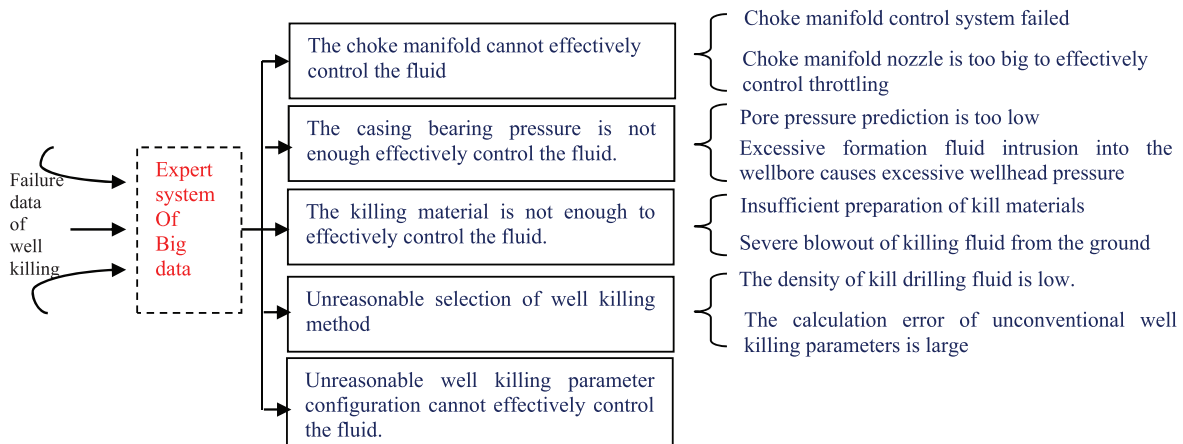 Failure
data
of
well
killing
Expert
system
Of
Big
data
The choke manifold cannot effectively
control the fluid
The casing bearing pressure is not
enough effectively control the fluid.
The killing material is not enough to
effectively control the fluid.
Unreasonable selection of well killing
method
Unreasonable well killing parameter
configuration cannot effectively control
the fluid.
Choke manifold control system failed
Choke manifold nozzle is too big to effectively
control throttling
Pore pressure prediction is too low
Excessive formation fluid intrusion into the
wellbore causes excessive wellhead pressure
Insufficient preparation of kill materials
Severe blowout of killing fluid from the ground
The density of kill drilling fluid is low.
The calculation error of unconventional well
killing parameters is large